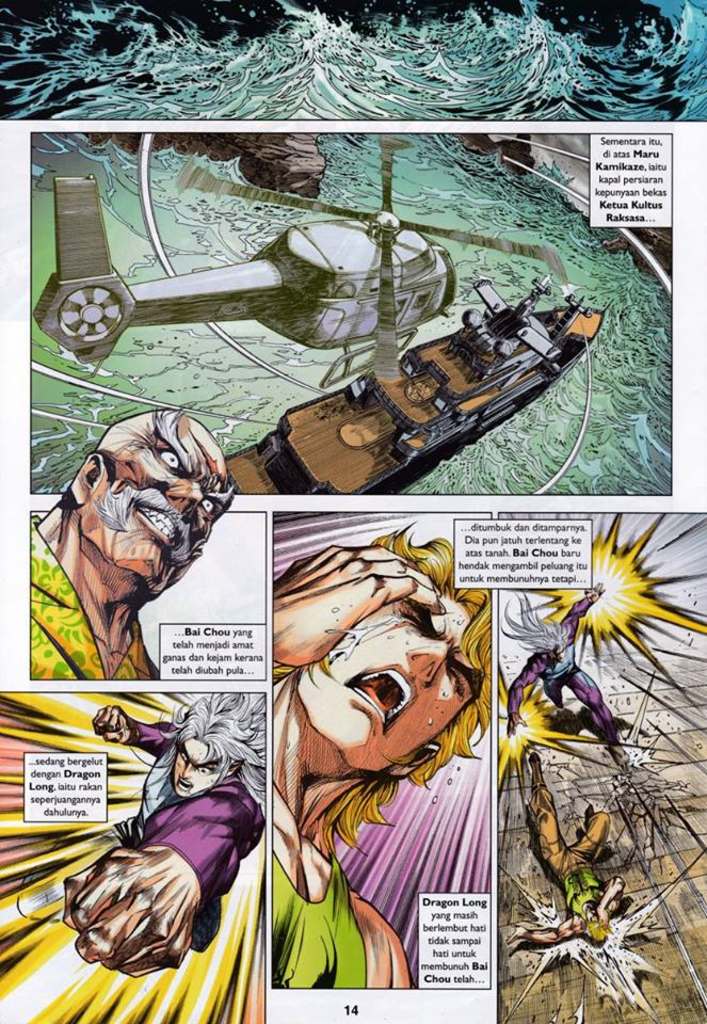 Sementara itu,
di atas Maru
Kamikaze, iaitu
kapal persiaran
kepunyaan bekas
Ketua Kultus
Raksasa...
...Bai Chou yang
telah menjadi amat
ganas dan kejam kerana
telah diubah pula...
...sedang bergelut
dengan Dragon
Long, iaitu rakan
seperjuangannya
dahulunya.
Dragon Long
yang masih
berlembut hati
tidak sampai
hati untuk
membunuh Bai
Chou telah...
...ditumbuk dan ditamparnya.
Dia pun jatuh terlentang ke
atas tanah. Bai Chou baru
hendak mengambil peluang itu
untuk membunuhnya tetapi...
14